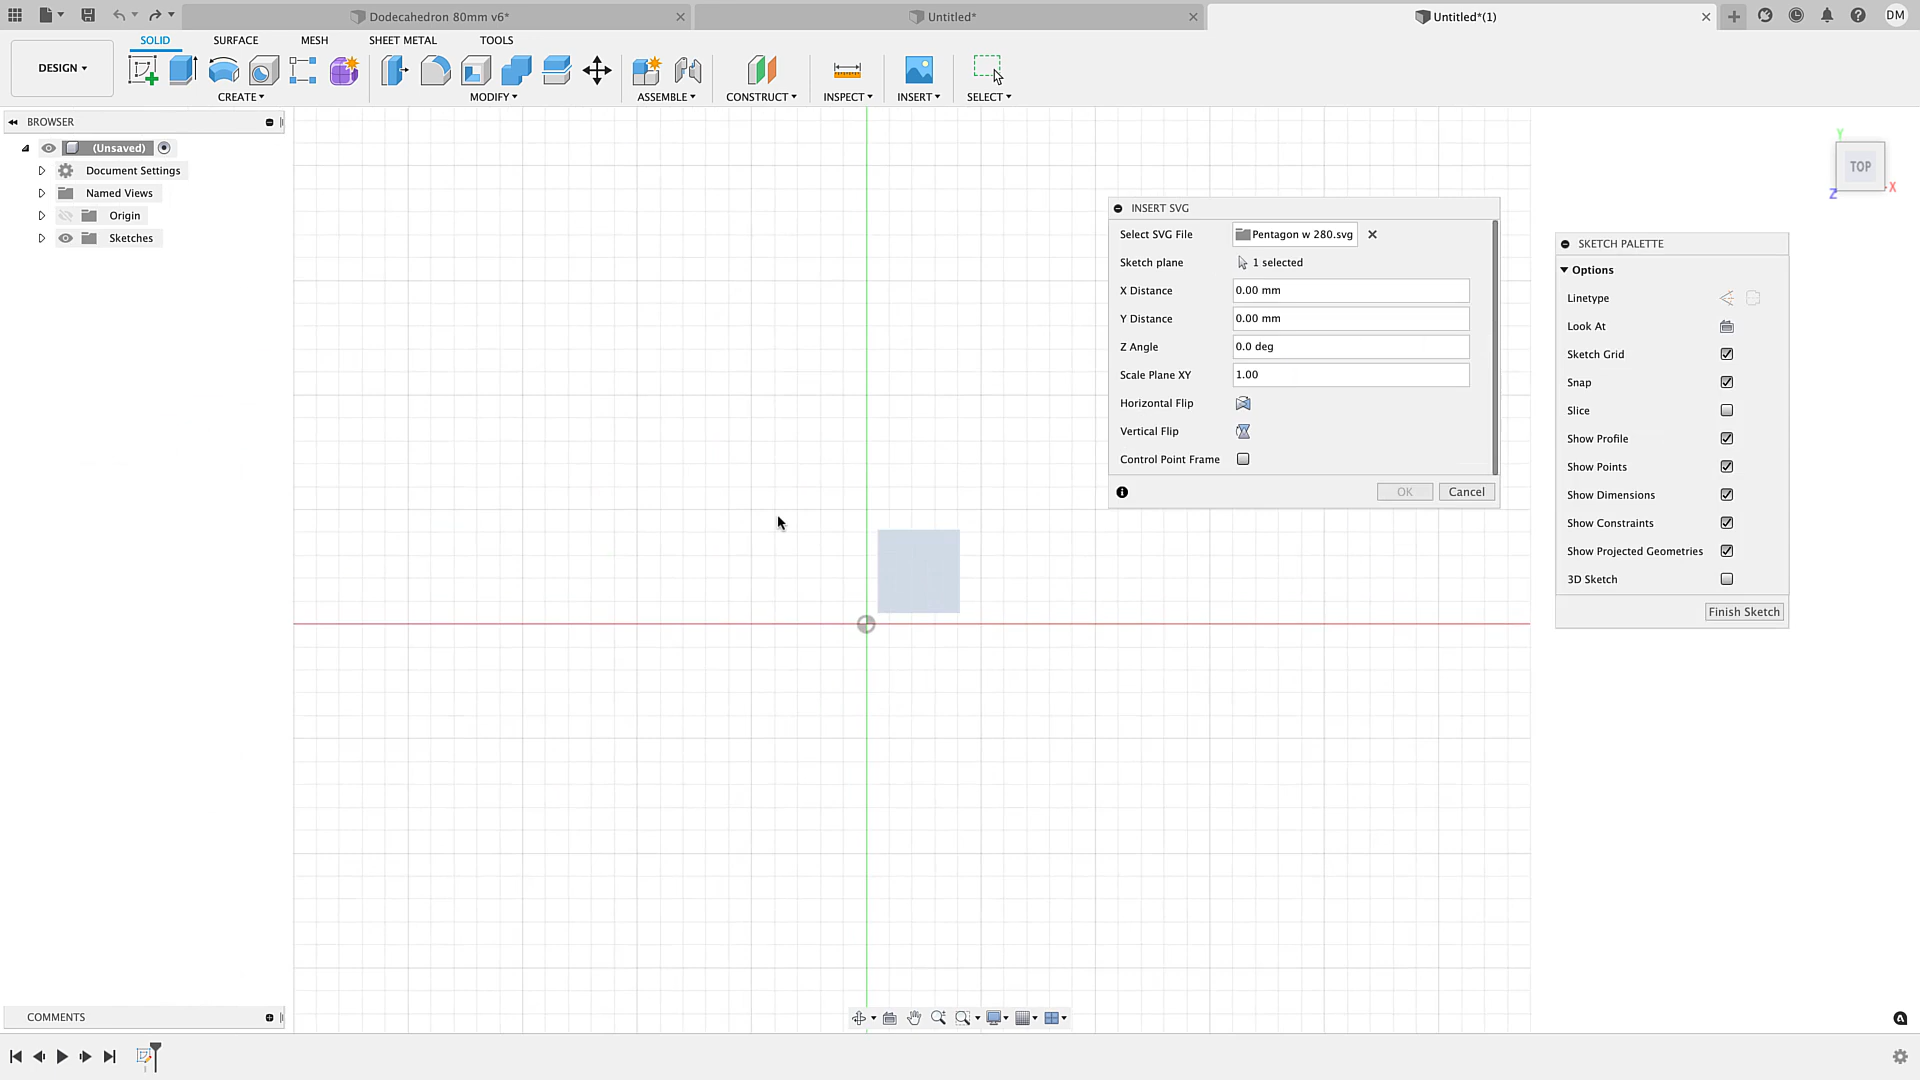 Dodecahedron 80mm v6*
Untitled*
Untitled*(1)
DM
DESIGN
SOLID
SURFACE
MESH
SHEET METAL
TOOLS
CREATE
MODIFY
ASSEMBLE
CONSTRUCT
INSPECT
INSERT
SELECT
BROWSER
(Unsaved)
Document Settings
Named Views
Origin
Sketches
Y
TOP
X
Z
INSERT SVG
Select SVG File
Pentagon w 280.svg
Sketch plane
1 selected
X Distance
0.00 mm
Y Distance
0.00 mm
Z Angle
0.0 deg
Scale Plane XY
1.00
Horizontal Flip
Vertical Flip
Control Point Frame
OK
Cancel
SKETCH PALETTE
Options
Linetype
Look At
Sketch Grid
Snap
Slice
Show Profile
Show Points
Show Dimensions
Show Constraints
Show Projected Geometries
3D Sketch
Finish Sketch
COMMENTS